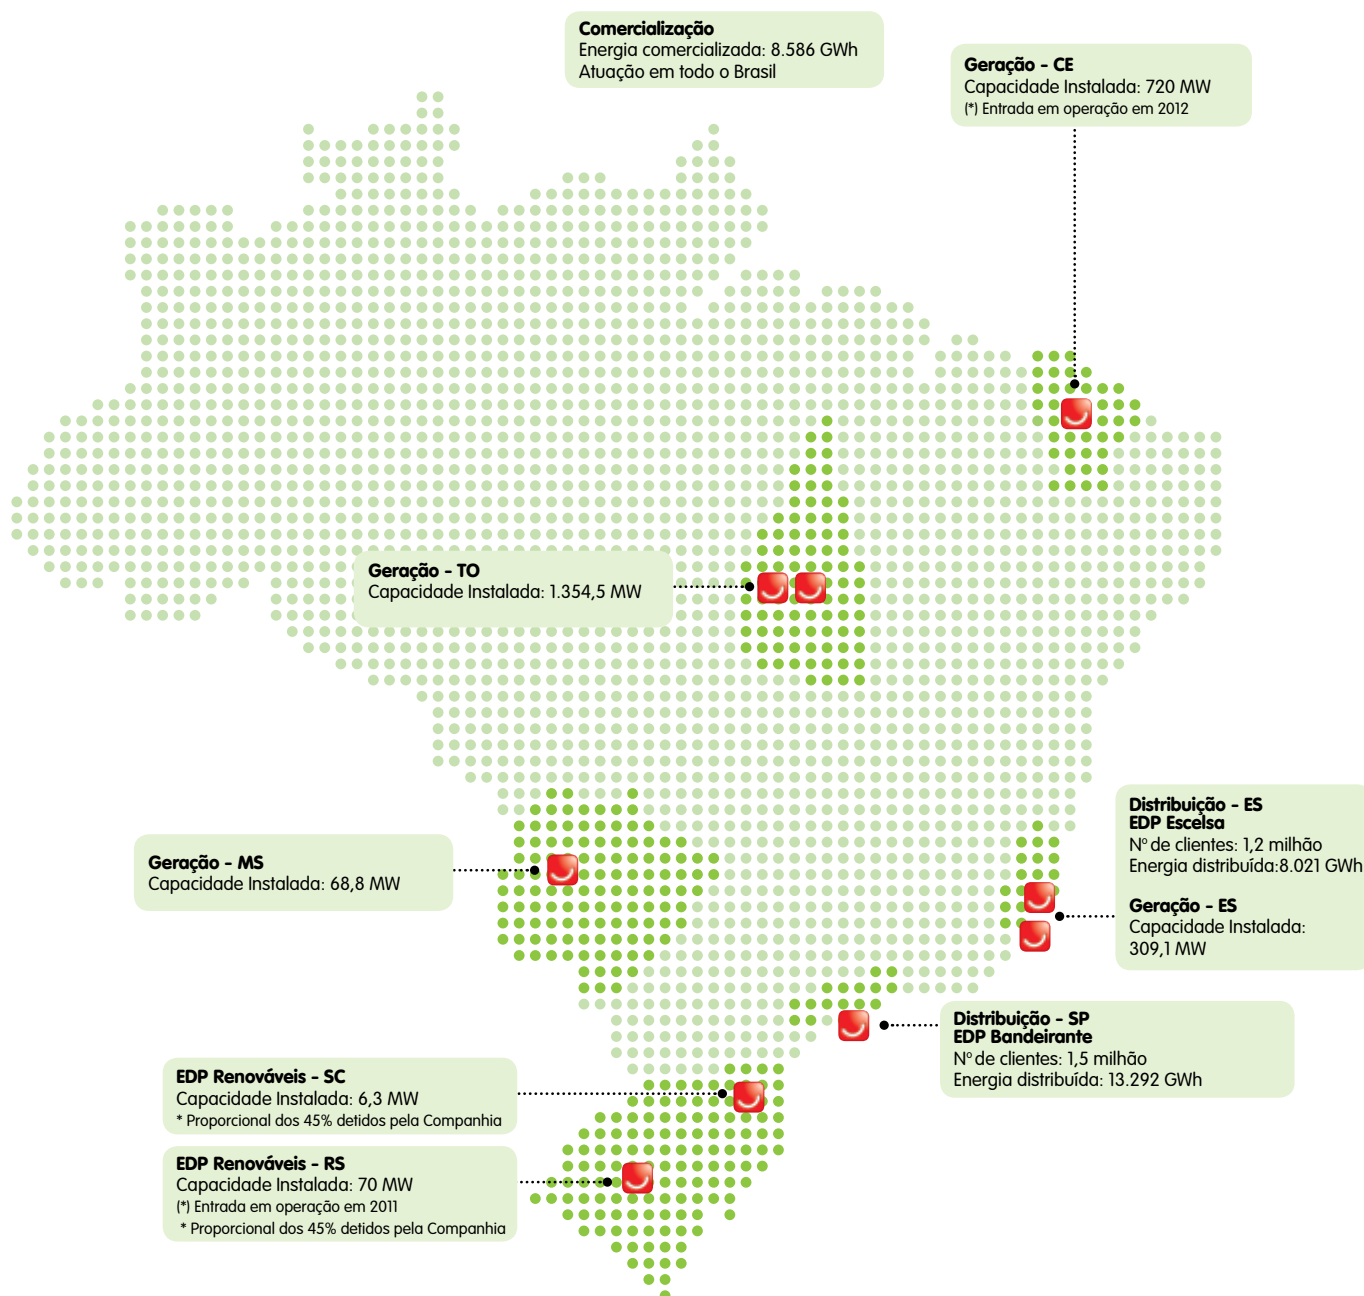 Comercialização
Energia comercializada: 8.586 GWh
Atuação em todo o Brasil
Geração - CE
Capacidade Instalada: 720 MW
(*) Entrada em operação em 2012
Geração - TO
Capacidade Instalada: 1.354,5 MW
Geração - MS
Capacidade Instalada: 68,8 MW
Distribuição - ES
EDP Escelsa
Nº de clientes: 1,2 milhão
Energia distribuída:8.021 GWh
Geração - ES
Capacidade Instalada:
309,1 MW
Distribuição - SP
EDP Bandeirante
Nº de clientes: 1,5 milhão
Energia distribuída: 13.292 GWh
EDP Renováveis - SC
Capacidade Instalada: 6,3 MW
* Proporcional dos 45% detidos pela Companhia
EDP Renováveis - RS
Capacidade Instalada: 70 MW
(*) Entrada em operação em 2011
* Proporcional dos 45% detidos pela Companhia